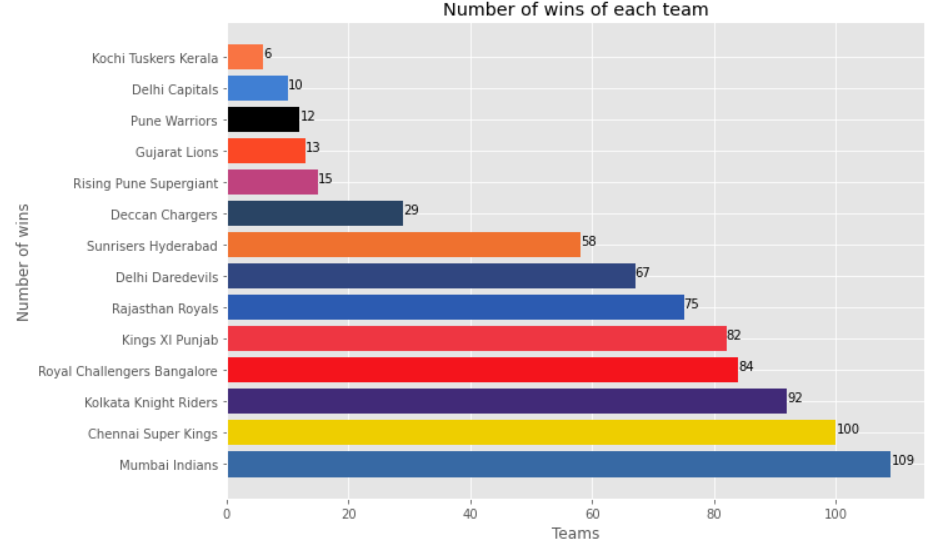 Number of wins of each team
Kochi Tuskers Kerala 6
Delhi Capitals 10
Pune Warriors 12
Gujarat Lions 13
Rising Pune Supergiant 15
Deccan Chargers 29
Sunrisers Hyderabad 58
Delhi Daredevils 67
Rajasthan Royals 75
Kings XI Punjab 82
Royal Challengers Bangalore 84
Kolkata Knight Riders 92
Chennai Super Kings 100
Mumbai Indians 109
Number of wins
0 20 40 60 80 100
Teams